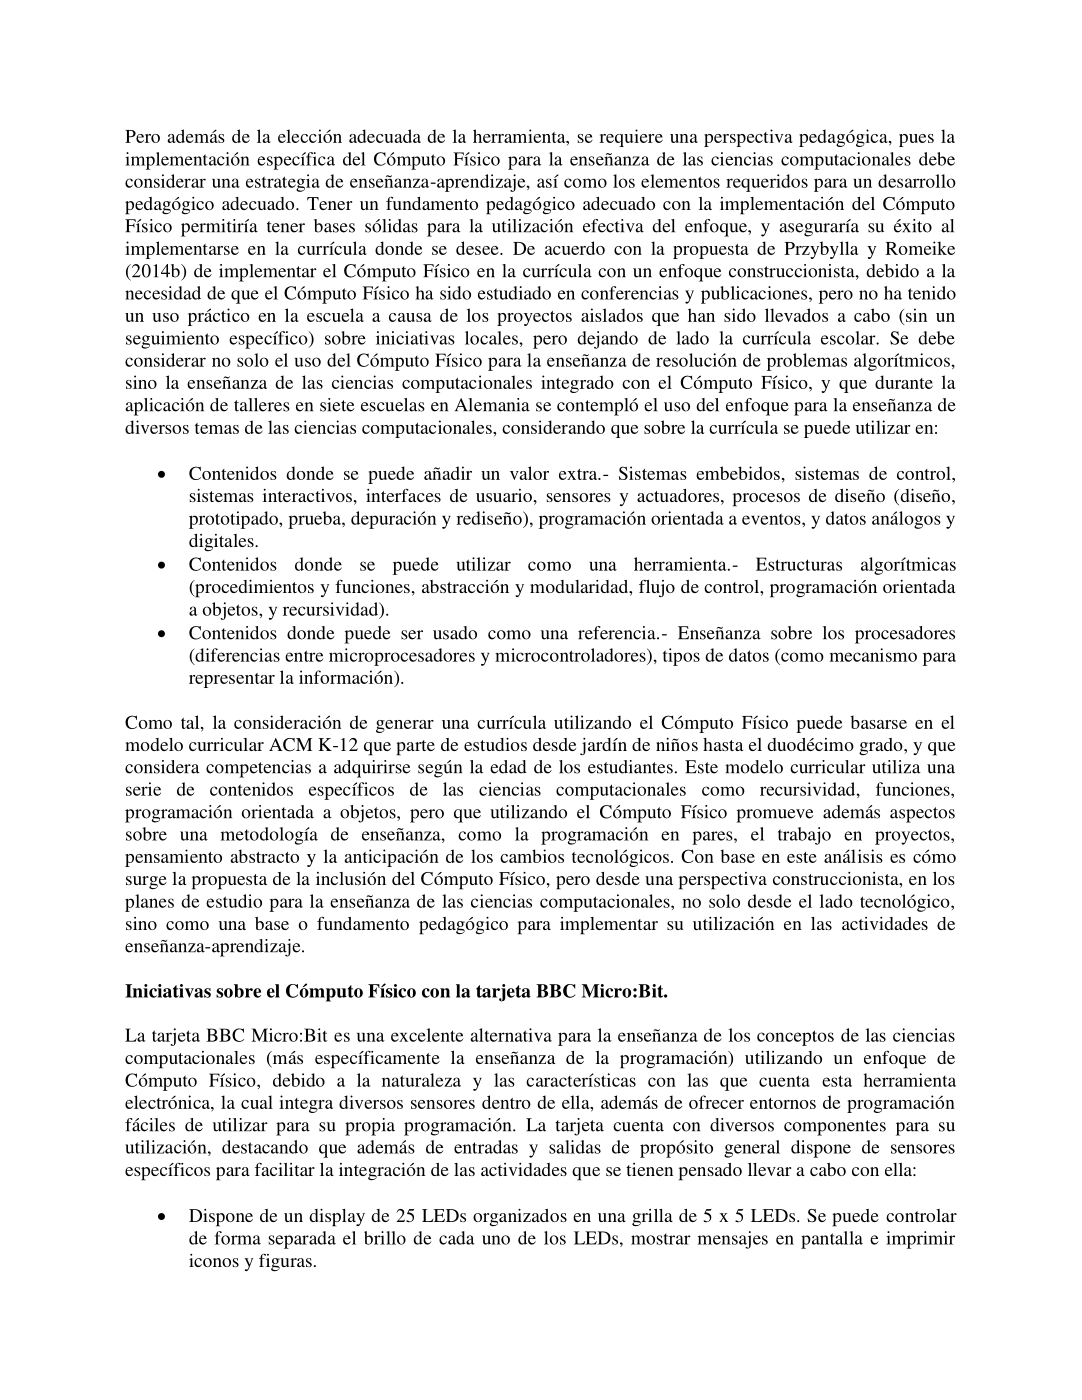 Pero además de la elección adecuada de la herramienta, se requiere una perspectiva pedagógica, pues la
implementación específica del Cómputo Físico para la enseñanza de las ciencias computacionales debe
considerar una estrategia de enseñanza-aprendizaje, así como los elementos requeridos para un desarrollo
pedagógico adecuado. Tener un fundamento pedagógico adecuado con la implementación del Cómputo
Físico permitiría tener bases sólidas para la utilización efectiva del enfoque, y aseguraría su éxito al
implementarse en la currícula donde se desee. De acuerdo con la propuesta de Przybylla y Romeike
(2014b) de implementar el Cómputo Físico en la currícula con un enfoque construccionista, debido a la
necesidad de que el Cómputo Físico ha sido estudiado en conferencias y publicaciones, pero no ha tenido
un uso práctico en la escuela a causa de los proyectos aislados que han sido llevados a cabo (sin un
seguimiento específico) sobre iniciativas locales, pero dejando de lado la currícula escolar. Se debe
considerar no solo el uso del Cómputo Físico para la enseñanza de resolución de problemas algorítmicos,
sino la enseñanza de las ciencias computacionales integrado con el Cómputo Físico, y que durante la
aplicación de talleres en siete escuelas en Alemania se contempló el uso del enfoque para la enseñanza de
diversos temas de las ciencias computacionales, considerando que sobre la currícula se puede utilizar en:
• Contenidos donde se puede añadir un valor extra.- Sistemas embebidos, sistemas de control,
sistemas interactivos, interfaces de usuario, sensores y actuadores, procesos de diseño (diseño,
prototipado, prueba, depuración y rediseño), programación orientada a eventos, y datos análogos y
digitales.
• Contenidos donde se puede utilizar como una herramienta.- Estructuras algorítmicas
(procedimientos y funciones, abstracción y modularidad, flujo de control, programación orientada
a objetos, y recursividad).
• Contenidos donde puede ser usado como una referencia.- Enseñanza sobre los procesadores
(diferencias entre microprocesadores y microcontroladores), tipos de datos (como mecanismo para
representar la información).
Como tal, la consideración de generar una currícula utilizando el Cómputo Físico puede basarse en el
modelo curricular ACM K-12 que parte de estudios desde jardín de niños hasta el duodécimo grado, y que
considera competencias a adquirirse según la edad de los estudiantes. Este modelo curricular utiliza una
serie de contenidos específicos de las ciencias computacionales como recursividad, funciones,
programación orientada a objetos, pero que utilizando el Cómputo Físico promueve además aspectos
sobre una metodología de enseñanza, como la programación en pares, el trabajo en proyectos,
pensamiento abstracto y la anticipación de los cambios tecnológicos. Con base en este análisis es cómo
surge la propuesta de la inclusión del Cómputo Físico, pero desde una perspectiva construccionista, en los
planes de estudio para la enseñanza de las ciencias computacionales, no solo desde el lado tecnológico,
sino como una base o fundamento pedagógico para implementar su utilización en las actividades de
enseñanza-aprendizaje.
Iniciativas sobre el Cómputo Físico con la tarjeta BBC Micro:Bit.
La tarjeta BBC Micro:Bit es una excelente alternativa para la enseñanza de los conceptos de las ciencias
computacionales (más específicamente la enseñanza de la programación) utilizando un enfoque de
Cómputo Físico, debido a la naturaleza y las características con las que cuenta esta herramienta
electrónica, la cual integra diversos sensores dentro de ella, además de ofrecer entornos de programación
fáciles de utilizar para su propia programación. La tarjeta cuenta con diversos componentes para su
utilización, destacando que además de entradas y salidas de propósito general dispone de sensores
específicos para facilitar la integración de las actividades que se tienen pensado llevar a cabo con ella:
• Dispone de un display de 25 LEDs organizados en una grilla de 5 x 5 LEDs. Se puede controlar
de forma separada el brillo de cada uno de los LEDs, mostrar mensajes en pantalla e imprimir
iconos y figuras.